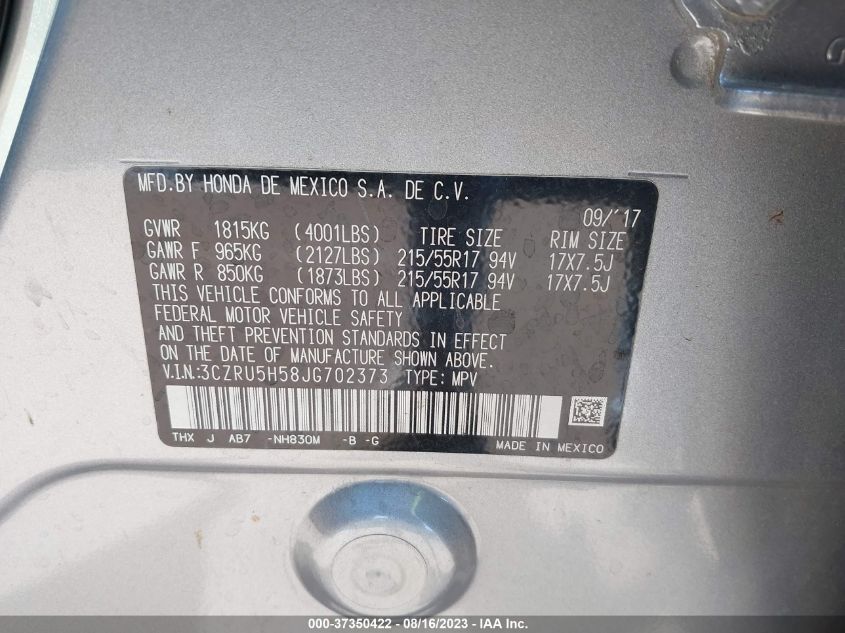 MFD.BY HONDA DE MEXICO S.A. DE C.V.
09/'17
GVWR 1815KG (4001LBS) TIRE SIZE RIM SIZE
GAWR F 965KG (2127LBS) 215/55R17 94V 17X7.5J
GAWR R 850KG (1873LBS) 215/55R17 94V 17X7.5J
THIS VEHICLE CONFORMS TO ALL APPLICABLE
FEDERAL MOTOR VEHICLE SAFETY
AND THEFT PREVENTION STANDARDS IN EFFECT
ON THE DATE OF MANUFACTURE SHOWN ABOVE.
V.I.N.:3CZRU5H58JG702373 TYPE: MPV
THX J AB7 -NH830M -B -G
MADE IN MEXICO
000-37350422 - 08/16/2023 - IAA Inc.